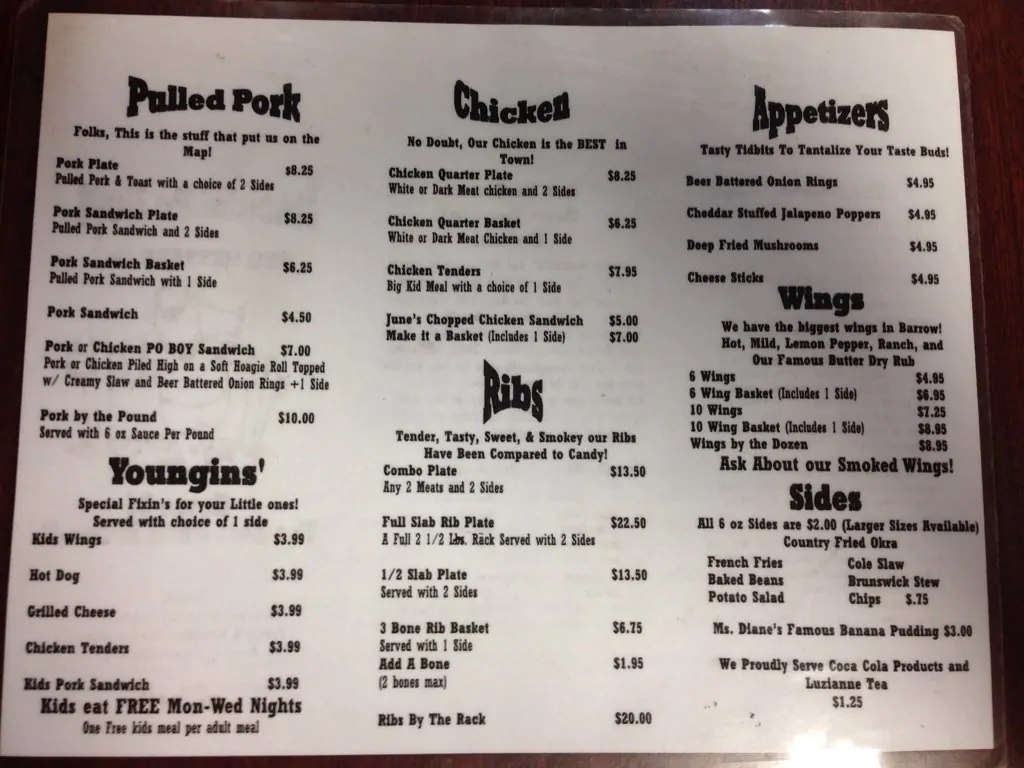 Pulled Pork
Folks, This is the stuff that put us on the
Map!
Pork Plate $8.25
Pulled Pork & Toast with a choice of 2 Sides
Pork Sandwich Plate $8.25
Pulled Pork Sandwich and 2 Sides
Pork Sandwich Basket $6.25
Pulled Pork Sandwich with 1 Side
Pork Sandwich $4.50
Pork or Chicken PO BOY Sandwich $7.00
Pork or Chicken Piled High on a Soft Hoagie Roll Topped
w/ Creamy Slaw and Beer Battered Onion Rings +1 Side
Pork by the Pound $10.00
Served with 6 oz Sauce Per Pound
Youngins'
Special Fixin's for your Little ones!
Served with choice of 1 side
Kids Wings $3.99
Hot Dog $3.99
Grilled Cheese $3.99
Chicken Tenders $3.99
Kids Pork Sandwich $3.99
Kids eat FREE Mon-Wed Nights
One Free kids meal per adult meal
Chicken
No Doubt, Our Chicken is the BEST in
Town!
Chicken Quarter Plate $8.25
White or Dark Meat chicken and 2 Sides
Chicken Quarter Basket $6.25
White or Dark Meat Chicken and 1 Side
Chicken Tenders $7.95
Big Kid Meal with a choice of 1 Side
June's Chopped Chicken Sandwich $5.00
Make it a Basket (Includes 1 Side) $7.00
Ribs
Tender, Tasty, Sweet, & Smokey our Ribs
Have Been Compared to Candy!
Combo Plate $13.50
Any 2 Meats and 2 Sides
Full Slab Rib Plate $22.50
A Full 2 1/2 Lbs. Rack Served with 2 Sides
1/2 Slab Plate $13.50
Served with 2 Sides
3 Bone Rib Basket $6.75
Served with 1 Side
Add A Bone $1.95
(2 bones max)
Ribs By The Rack $20.00
Appetizers
Tasty Tidbits To Tantalize Your Taste Buds!
Beer Battered Onion Rings $4.95
Cheddar Stuffed Jalapeno Poppers $4.95
Deep Fried Mushrooms $4.95
Cheese Sticks $4.95
Wings
We have the biggest wings in Barrow!
Hot, Mild, Lemon Pepper, Ranch, and
Our Famous Butter Dry Rub
6 Wings $4.95
6 Wing Basket (Includes 1 Side) $6.95
10 Wings $7.25
10 Wing Basket (Includes 1 Side) $8.95
Wings by the Dozen $8.95
Ask About our Smoked Wings!
Sides
All 6 oz Sides are $2.00 (Larger Sizes Available)
Country Fried Okra
French Fries Cole Slaw
Baked Beans Brunswick Stew
Potato Salad Chips $.75
Ms. Diane's Famous Banana Pudding $3.00
We Proudly Serve Coca Cola Products and
Luzianne Tea
$1.25